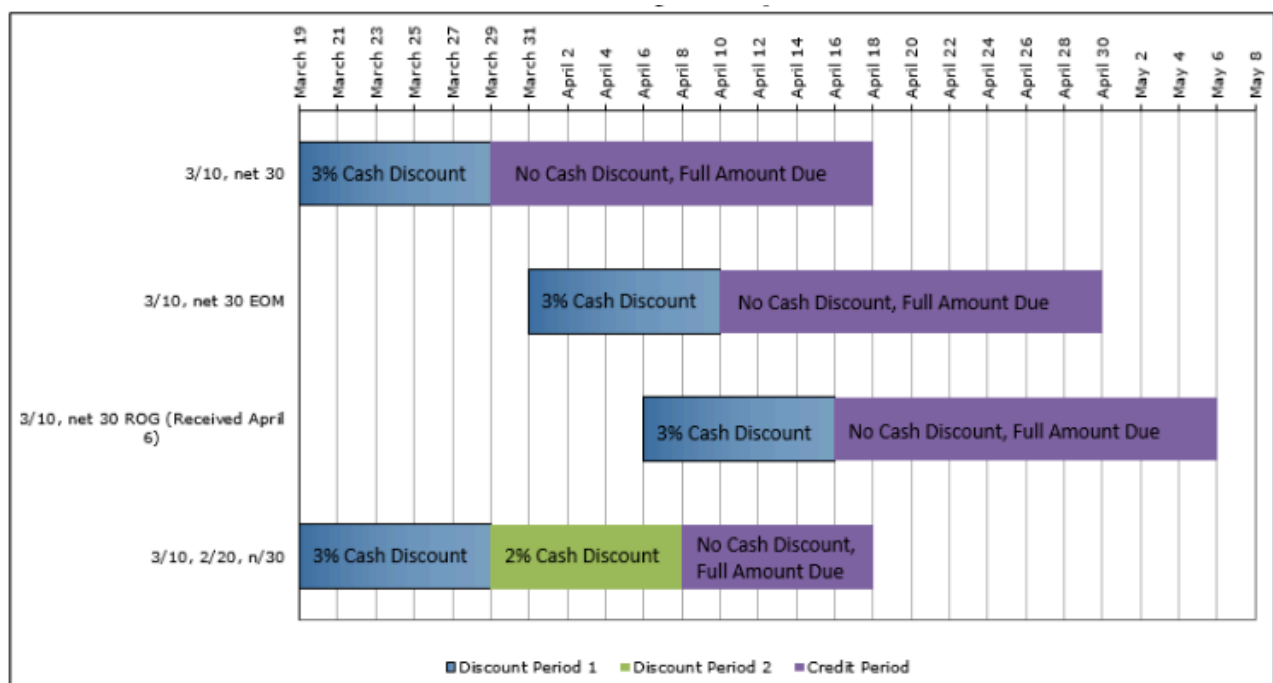 March 19
March 21
March 23
March 25
March 27
March 29
March 31
April 2
April 4
April 6
April 8
April 10
April 12
April 14
April 16
April 18
April 20
April 22
April 24
April 26
April 28
April 30
May 2
May 4
May 6
May 8
3/10, net 30
3% Cash Discount
No Cash Discount, Full Amount Due
3/10, net 30 EOM
3% Cash Discount
No Cash Discount, Full Amount Due
3/10, net 30 ROG (Received April
6)
3% Cash Discount
No Cash Discount, Full Amount Due
3/10, 2/20, n/30
3% Cash Discount
2% Cash Discount
No Cash Discount,
Full Amount Due
Discount Period 1
Discount Period 2
Credit Period